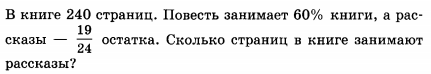 В книге 240 страниц. Повесть занимает 60% книги, а рас-
сказы — 19/24 остатка. Сколько страниц в книге занимают
рассказы?